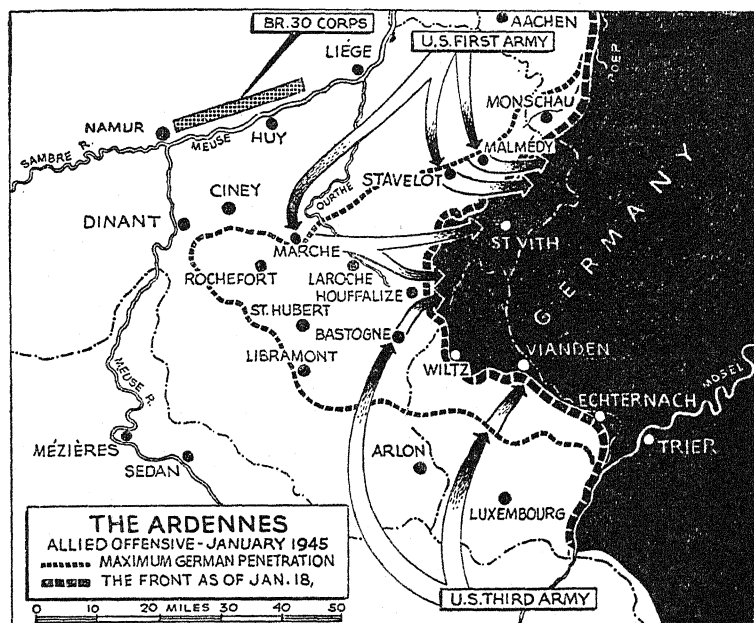 BR.30 CORPS
AACHEN
U.S. FIRST ARMY
LIÉGE
ROER
MONSCHAU
NAMUR
MEUSE
HUY
SAMBRE R.
MALMÉDY
STAVELOT
OURTHE
CINEY
DINANT
ST. VITH
MARCHE
GERMANY
ROCHEFORT
LAROCHE
HOUFFALIZE
ST. HUBERT
BASTOGNE
LIBRAMONT
WILTZ
VIANDEN
MEUSE R.
MOSEL
ECHTERNACH
MÉZIÈRES
SEDAN
ARLON
TRIER
LUXEMBOURG
THE ARDENNES
ALLIED OFFENSIVE-JANUARY 1945
MAXIMUM GERMAN PENETRATION
THE FRONT AS OF JAN. 18,
U.S. THIRD ARMY
0 10 20 MILES 30 40 50